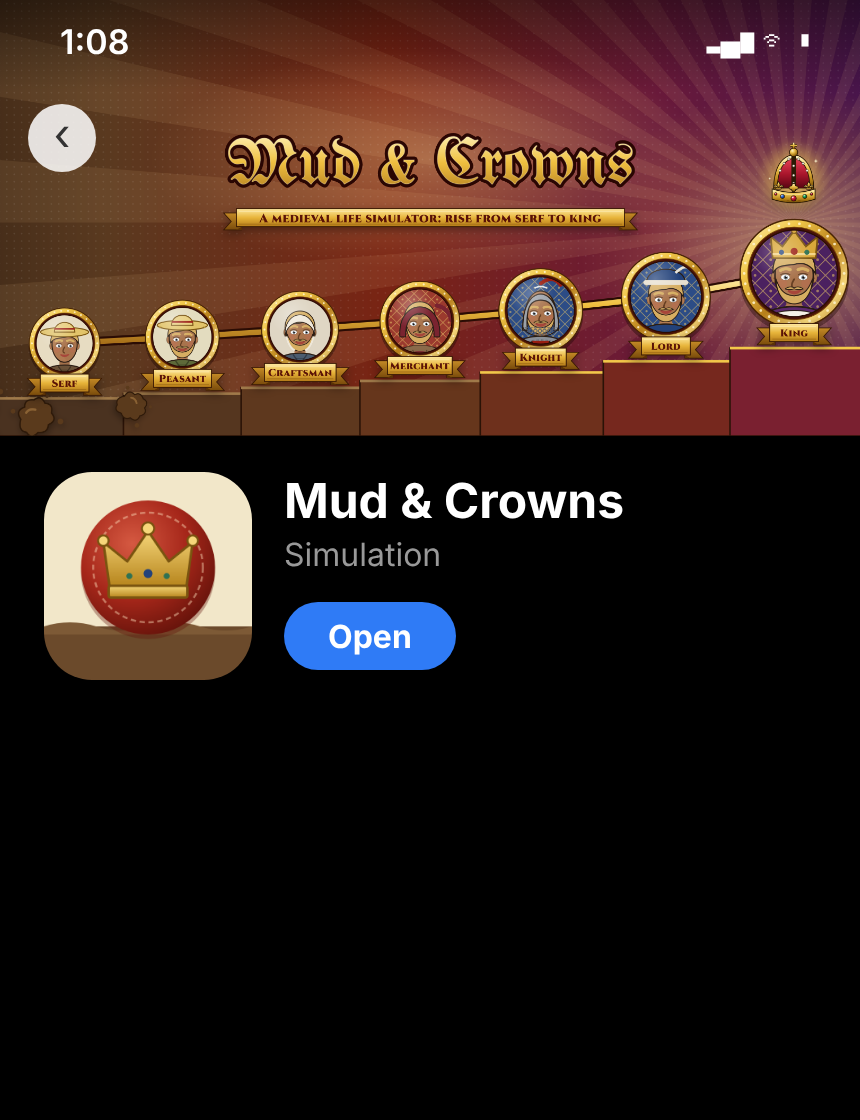 1:08
Mud & Crowns
A medieval life simulator: rise from serf to king
Serf
Peasant
Craftsman
Merchant
Knight
Lord
King
Mud & Crowns
Simulation
Open